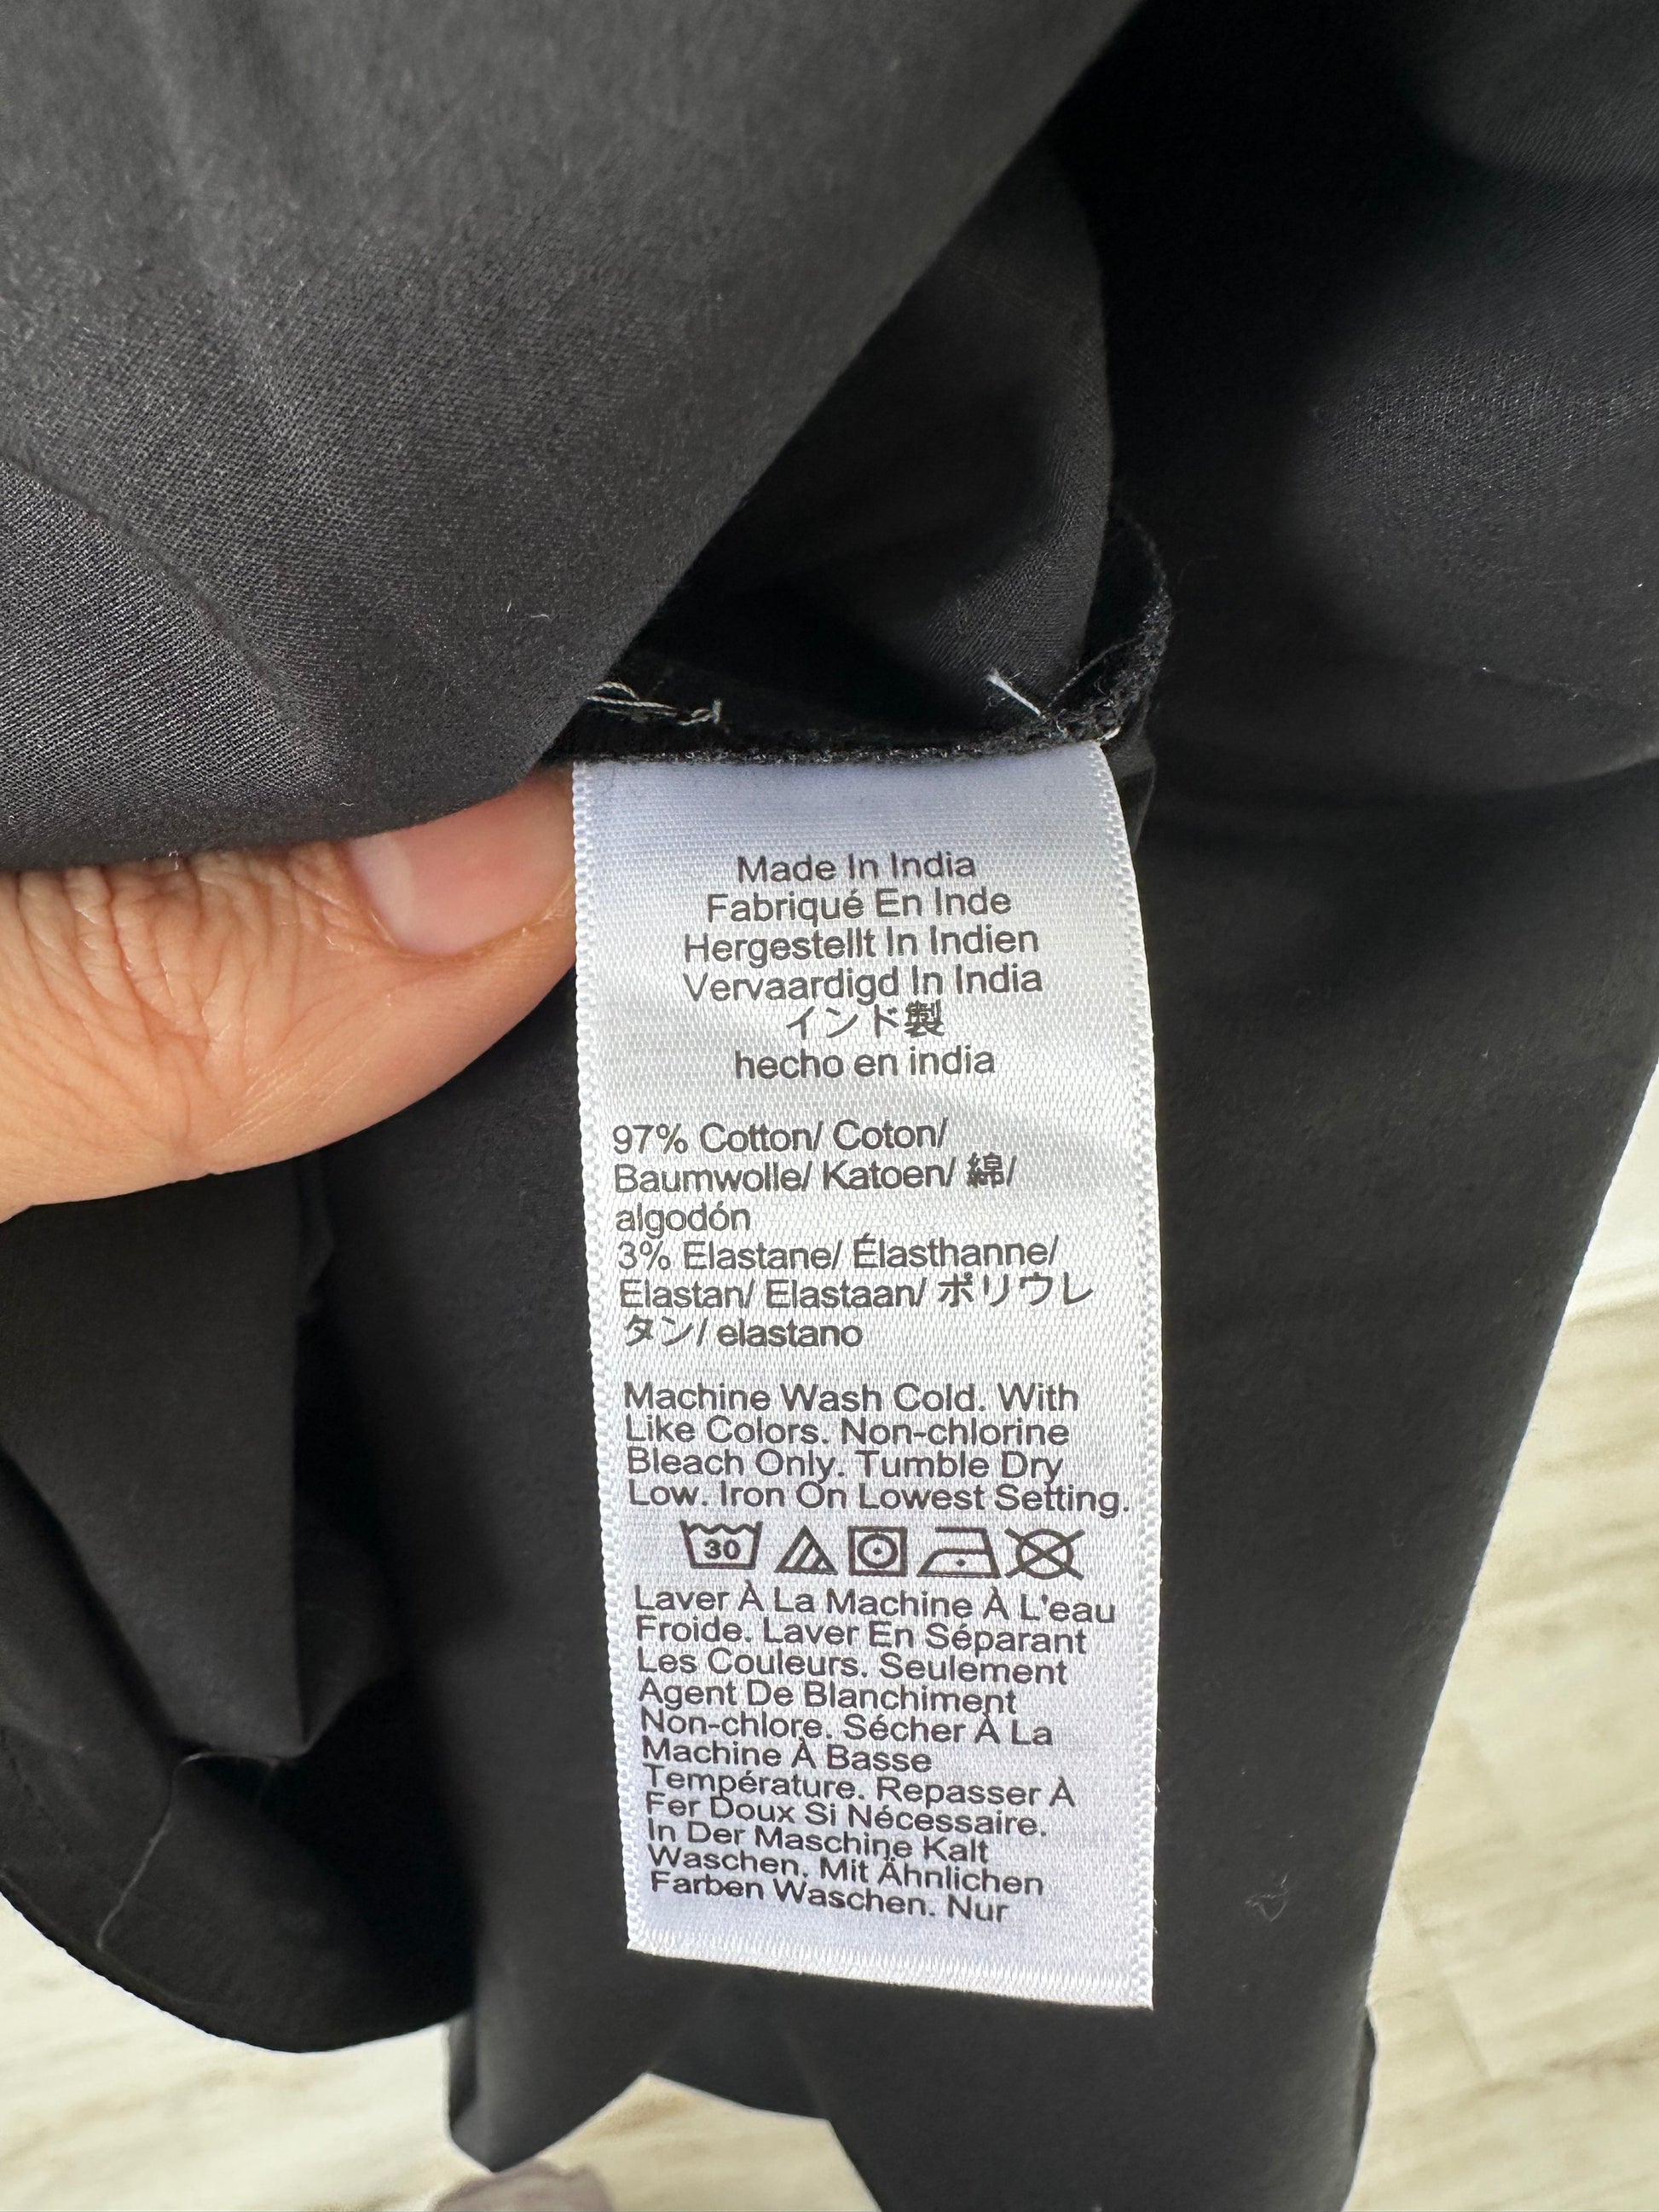 Made In India
Fabriqué En Inde
Hergestellt In Indien
Vervaardigd In India
インド製
hecho en india
97% Cotton/ Coton/
Baumwolle/ Katoen/ 綿/
algodón
3% Elastane/ Élasthanne/
Elastan/ Elastaan/ ポリウレ
タン/ elastano
Machine Wash Cold. With
Like Colors. Non-chlorine
Bleach Only. Tumble Dry
Low. Iron On Lowest Setting.
30
Laver À La Machine À L'eau
Froide. Laver En Séparant
Les Couleurs. Seulement
Agent De Blanchiment
Non-chlore. Sécher À La
Machine À Basse
Température. Repasser À
Fer Doux Si Nécessaire.
In Der Maschine Kalt
Waschen. Mit Ähnlichen
Farben Waschen. Nur